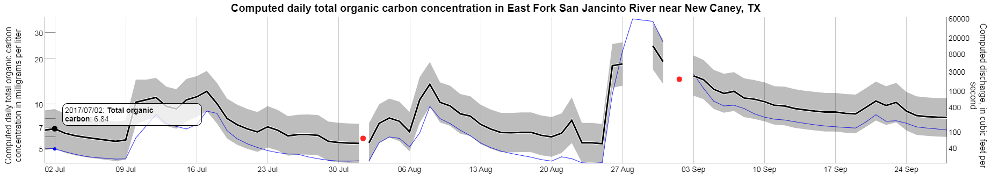 Computed daily total organic carbon concentration in East Fork San Jancinto River near New Caney, TX
Computed daily total organic carbon
concentration in milligrams per liter
30
20
10
7
5
2017/07/02: Total organic
carbon: 6.84
60000
20000
8000
3000
1000
400
100
40
Computed discharge, in cubic feet per
second
02 Jul
09 Jul
16 Jul
23 Jul
30 Jul
06 Aug
13 Aug
20 Aug
27 Aug
03 Sep
10 Sep
17 Sep
24 Sep